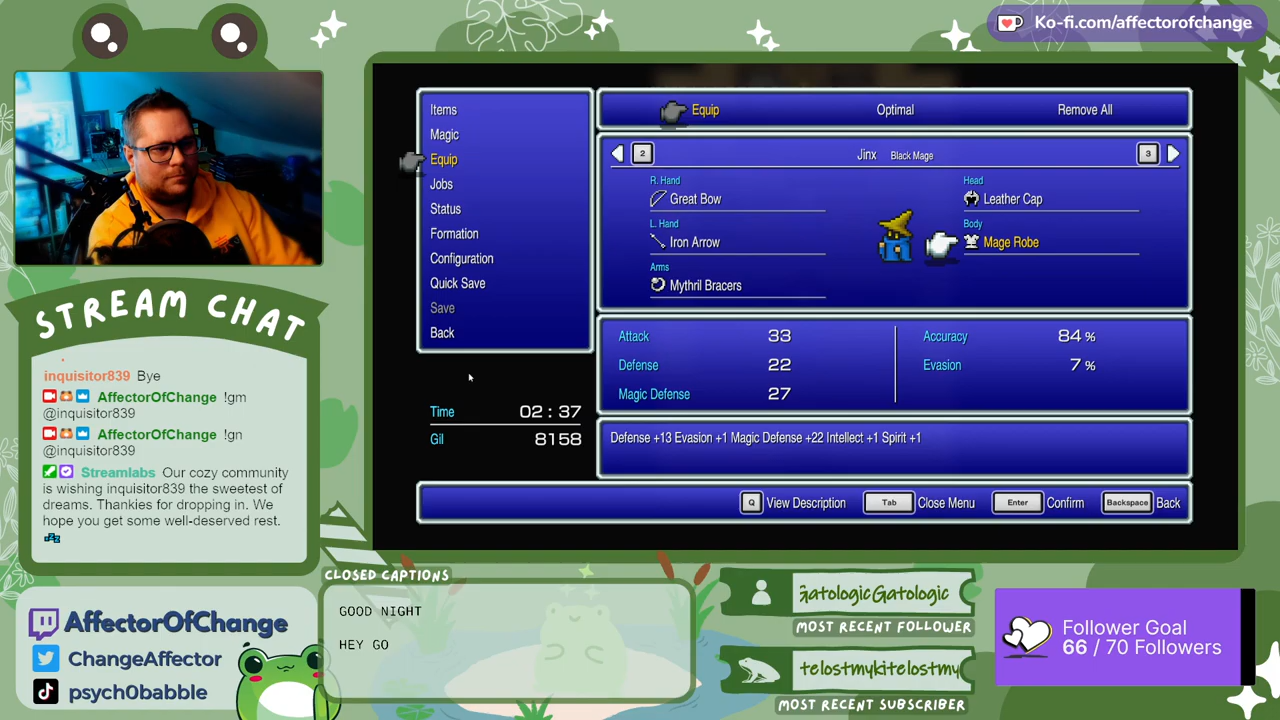 Ko-fi.com/affectorofchange
STREAM CHAT
inquisitor839 Bye
AffectorOfChange !gm
@inquisitor839
AffectorOfChange !gn
@inquisitor839
Streamlabs Our cozy community
is wishing inquisitor839 the sweetest of
dreams. Thankies for dropping in. We
hope you get some well-deserved rest.
AffectorOfChange
ChangeAffector
psych0babble
Items
Magic
Equip
Jobs
Status
Formation
Configuration
Quick Save
Save
Back
Time 02 : 37
Gil 8158
Equip Optimal Remove All
2 Jinx Black Mage 3
R. Hand
Great Bow
L. Hand
Iron Arrow
Arms
Mythril Bracers
Head
Leather Cap
Body
Mage Robe
Attack 33
Defense 22
Magic Defense 27
Accuracy 84 %
Evasion 7 %
Defense +13 Evasion +1 Magic Defense +22 Intellect +1 Spirit +1
Q View Description Tab Close Menu Enter Confirm Backspace Back
CLOSED CAPTIONS
GOOD NIGHT
HEY GO
GatologicGatologic
MOST RECENT FOLLOWER
telostmykitelostmy
MOST RECENT SUBSCRIBER
Follower Goal
66 / 70 Followers